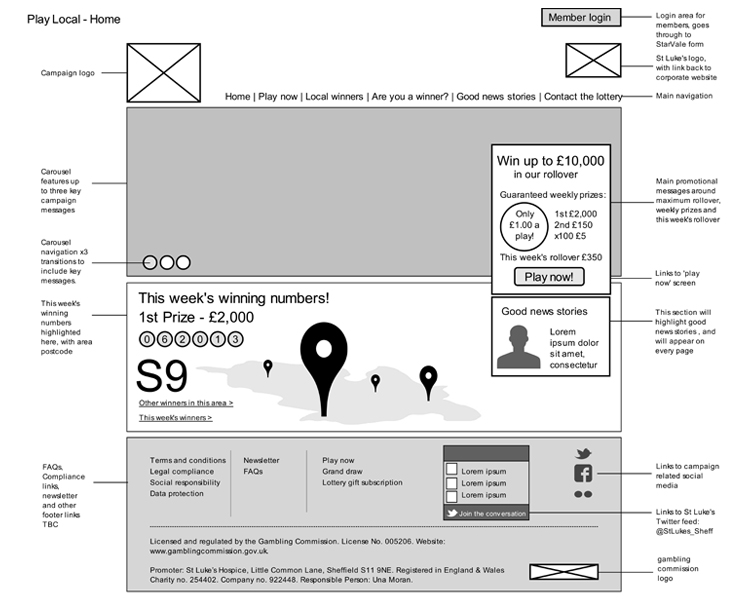 Play Local - Home
Member login
Login area for
members, goes
through to
StarVale form
Campaign logo
St Luke's logo,
with link back to
corporate website
Home | Play now | Local winners | Are you a winner? | Good news stories | Contact the lottery
Main navigation
Carousel
features up
to three key
campaign
messages
Win up to £10,000
in our rollover
Guaranteed weekly prizes:
Only
£1.00 a
play!
1st £2,000
2nd £150
x100 £5
This week's rollover £350
Play now!
Main promotional
messages around
maximum rollover,
weekly prizes and
this week's rollover
Carousel
navigation x3
transitions to
include key
messages.
Links to 'play
now' screen
This week's
winning
numbers
highlighted
here, with area
postcode
This week's winning numbers!
1st Prize - £2,000
0 6 2 0 1 3
S9
Other winners in this area >
This week's winners >
Good news stories
Lorem
ipsum dolor
sit amet,
consectetur
This section will
highlight good
news stories , and
will appear on
every page
FAQs,
Compliance
links,
newsletter
and other
footer links
TBC
Terms and conditions
Legal compliance
Social responsibility
Data protection
Newsletter
FAQs
Play now
Grand draw
Lottery gift subscription
Lorem ipsum
Lorem ipsum
Lorem ipsum
Join the conversation
Links to campaign
related social
media
Links to St Luke's
Twitter feed:
@StLukes_Sheff
Licensed and regulated by the Gambling Commission. License No. 005206. Website:
www.gamblingcommission.gov.uk.
Promoter: St Luke's Hospice, Little Common Lane, Sheffield S11 9NE. Registered in England & Wales
Charity no. 254402. Company no. 922448. Responsible Person: Una Moran.
gambling
commission
logo